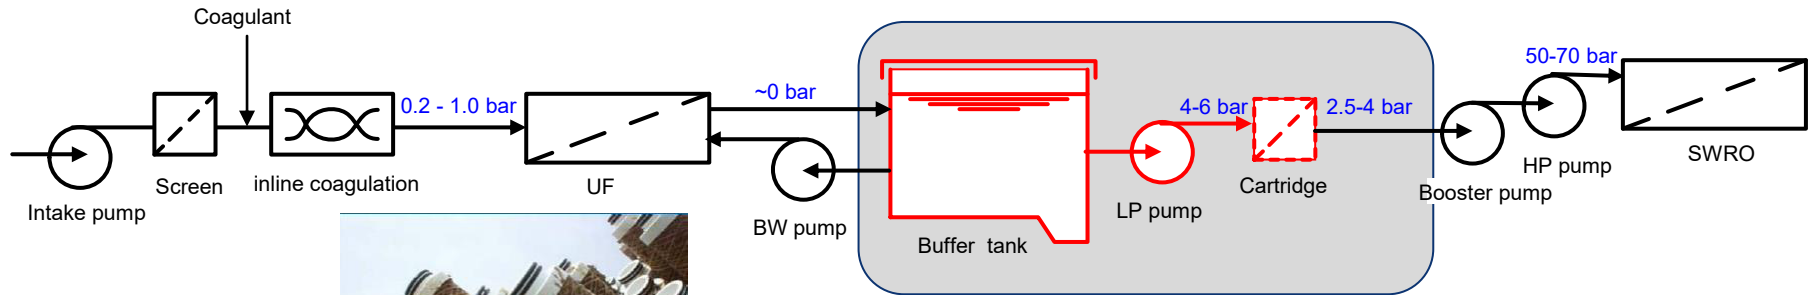 Coagulant
50-70 bar
0.2 - 1.0 bar
~0 bar
4-6 bar
2.5-4 bar
Intake pump
Screen
inline coagulation
UF
BW pump
Buffer tank
LP pump
Cartridge
Booster pump
HP pump
SWRO